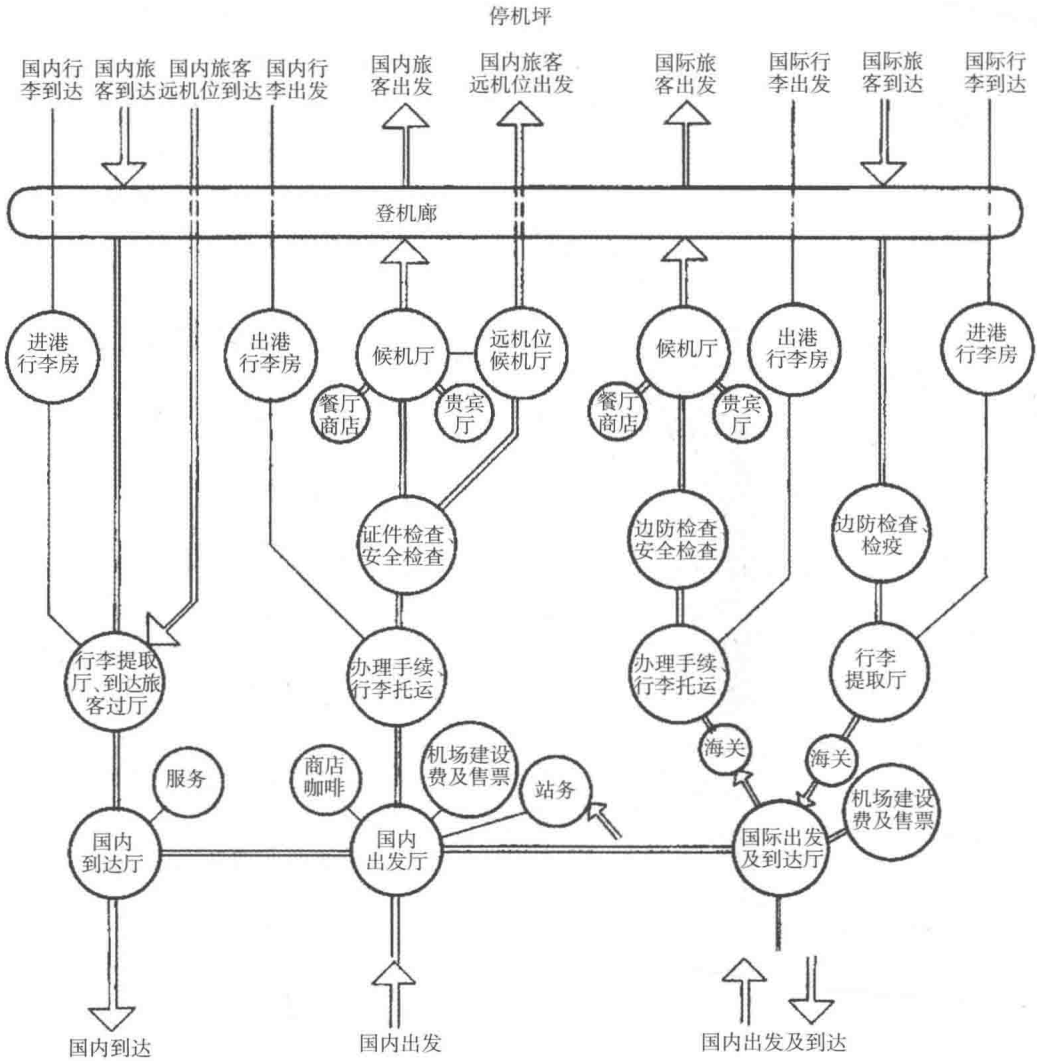 停机坪
国内行
李到达
国内旅
客到达
国内旅客
远机位到达
国内行
李出发
国内旅
客出发
国内旅客
远机位出发
国际旅
客出发
国际行
李出发
国际旅
客到达
国际行
李到达
登机廊
进港
行李房
出港
行李房
候机厅
远机位
候机厅
候机厅
出港
行李房
进港
行李房
餐厅
商店
贵宾
厅
餐厅
商店
贵宾
厅
证件检查、
安全检查
边防检查
安全检查
边防检查、
检疫
行李提取
厅、到达旅
客过厅
办理手续、
行李托运
办理手续、
行李托运
行李
提取厅
海关
海关
服务
商店
咖啡
机场建设
费及售票
站务
机场建设
费及售票
国内
到达厅
国内
出发厅
国际出发
及到达厅
国内到达
国内出发
国内出发及到达